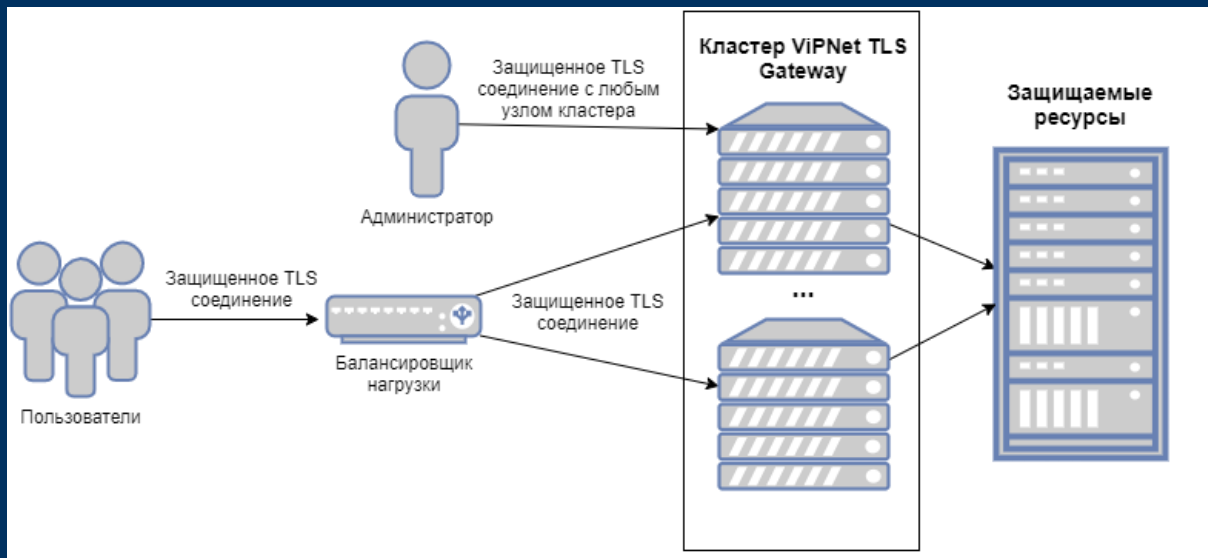 Кластер ViPNet TLS
Gateway
Защищенное TLS
соединение с любым
узлом кластера
Защищаемые
ресурсы
Администратор
Защищенное TLS
соединение
Защищенное TLS
соединение
...
Балансировщик
нагрузки
Пользователи